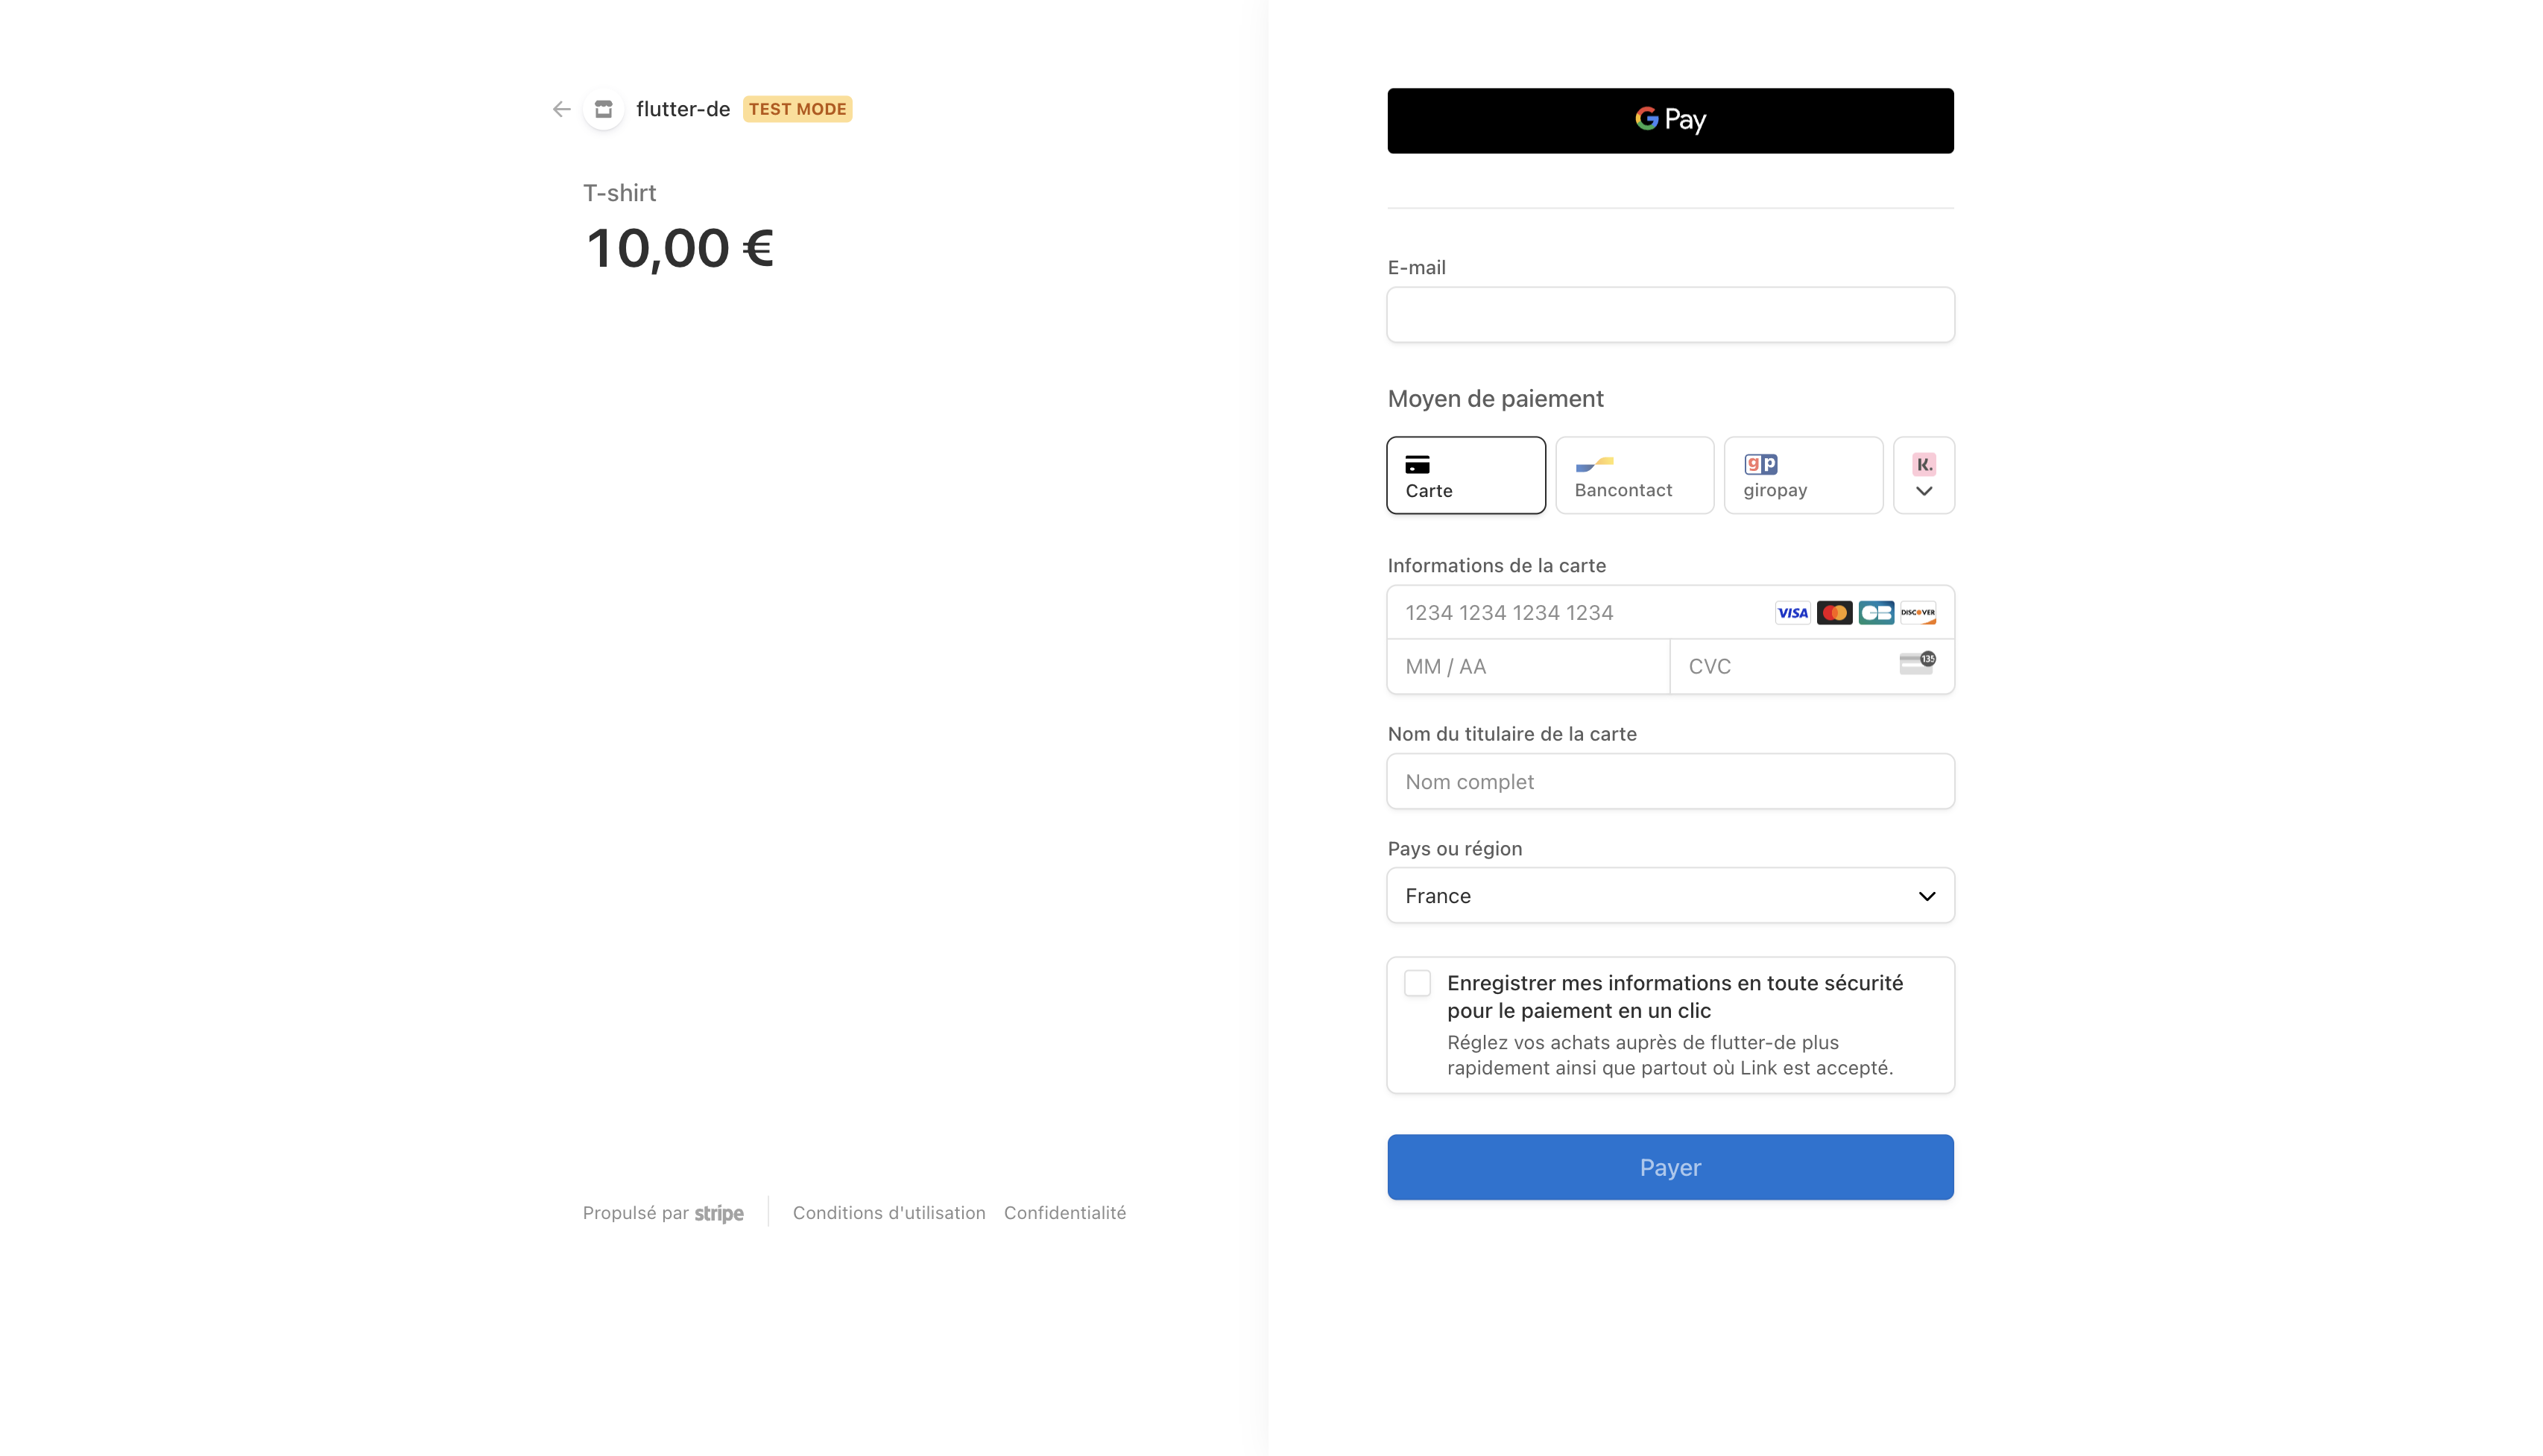 flutter-de TEST MODE
T-shirt
10,00 €
Propulsé par stripe
Conditions d'utilisation Confidentialité
G Pay
E-mail
Moyen de paiement
Carte
Bancontact
gp
giropay
K.
Informations de la carte
1234 1234 1234 1234 VISA CB DISCOVER
MM / AA
CVC 135
Nom du titulaire de la carte
Nom complet
Pays ou région
France
Enregistrer mes informations en toute sécurité
pour le paiement en un clic
Réglez vos achats auprès de flutter-de plus
rapidement ainsi que partout où Link est accepté.
Payer